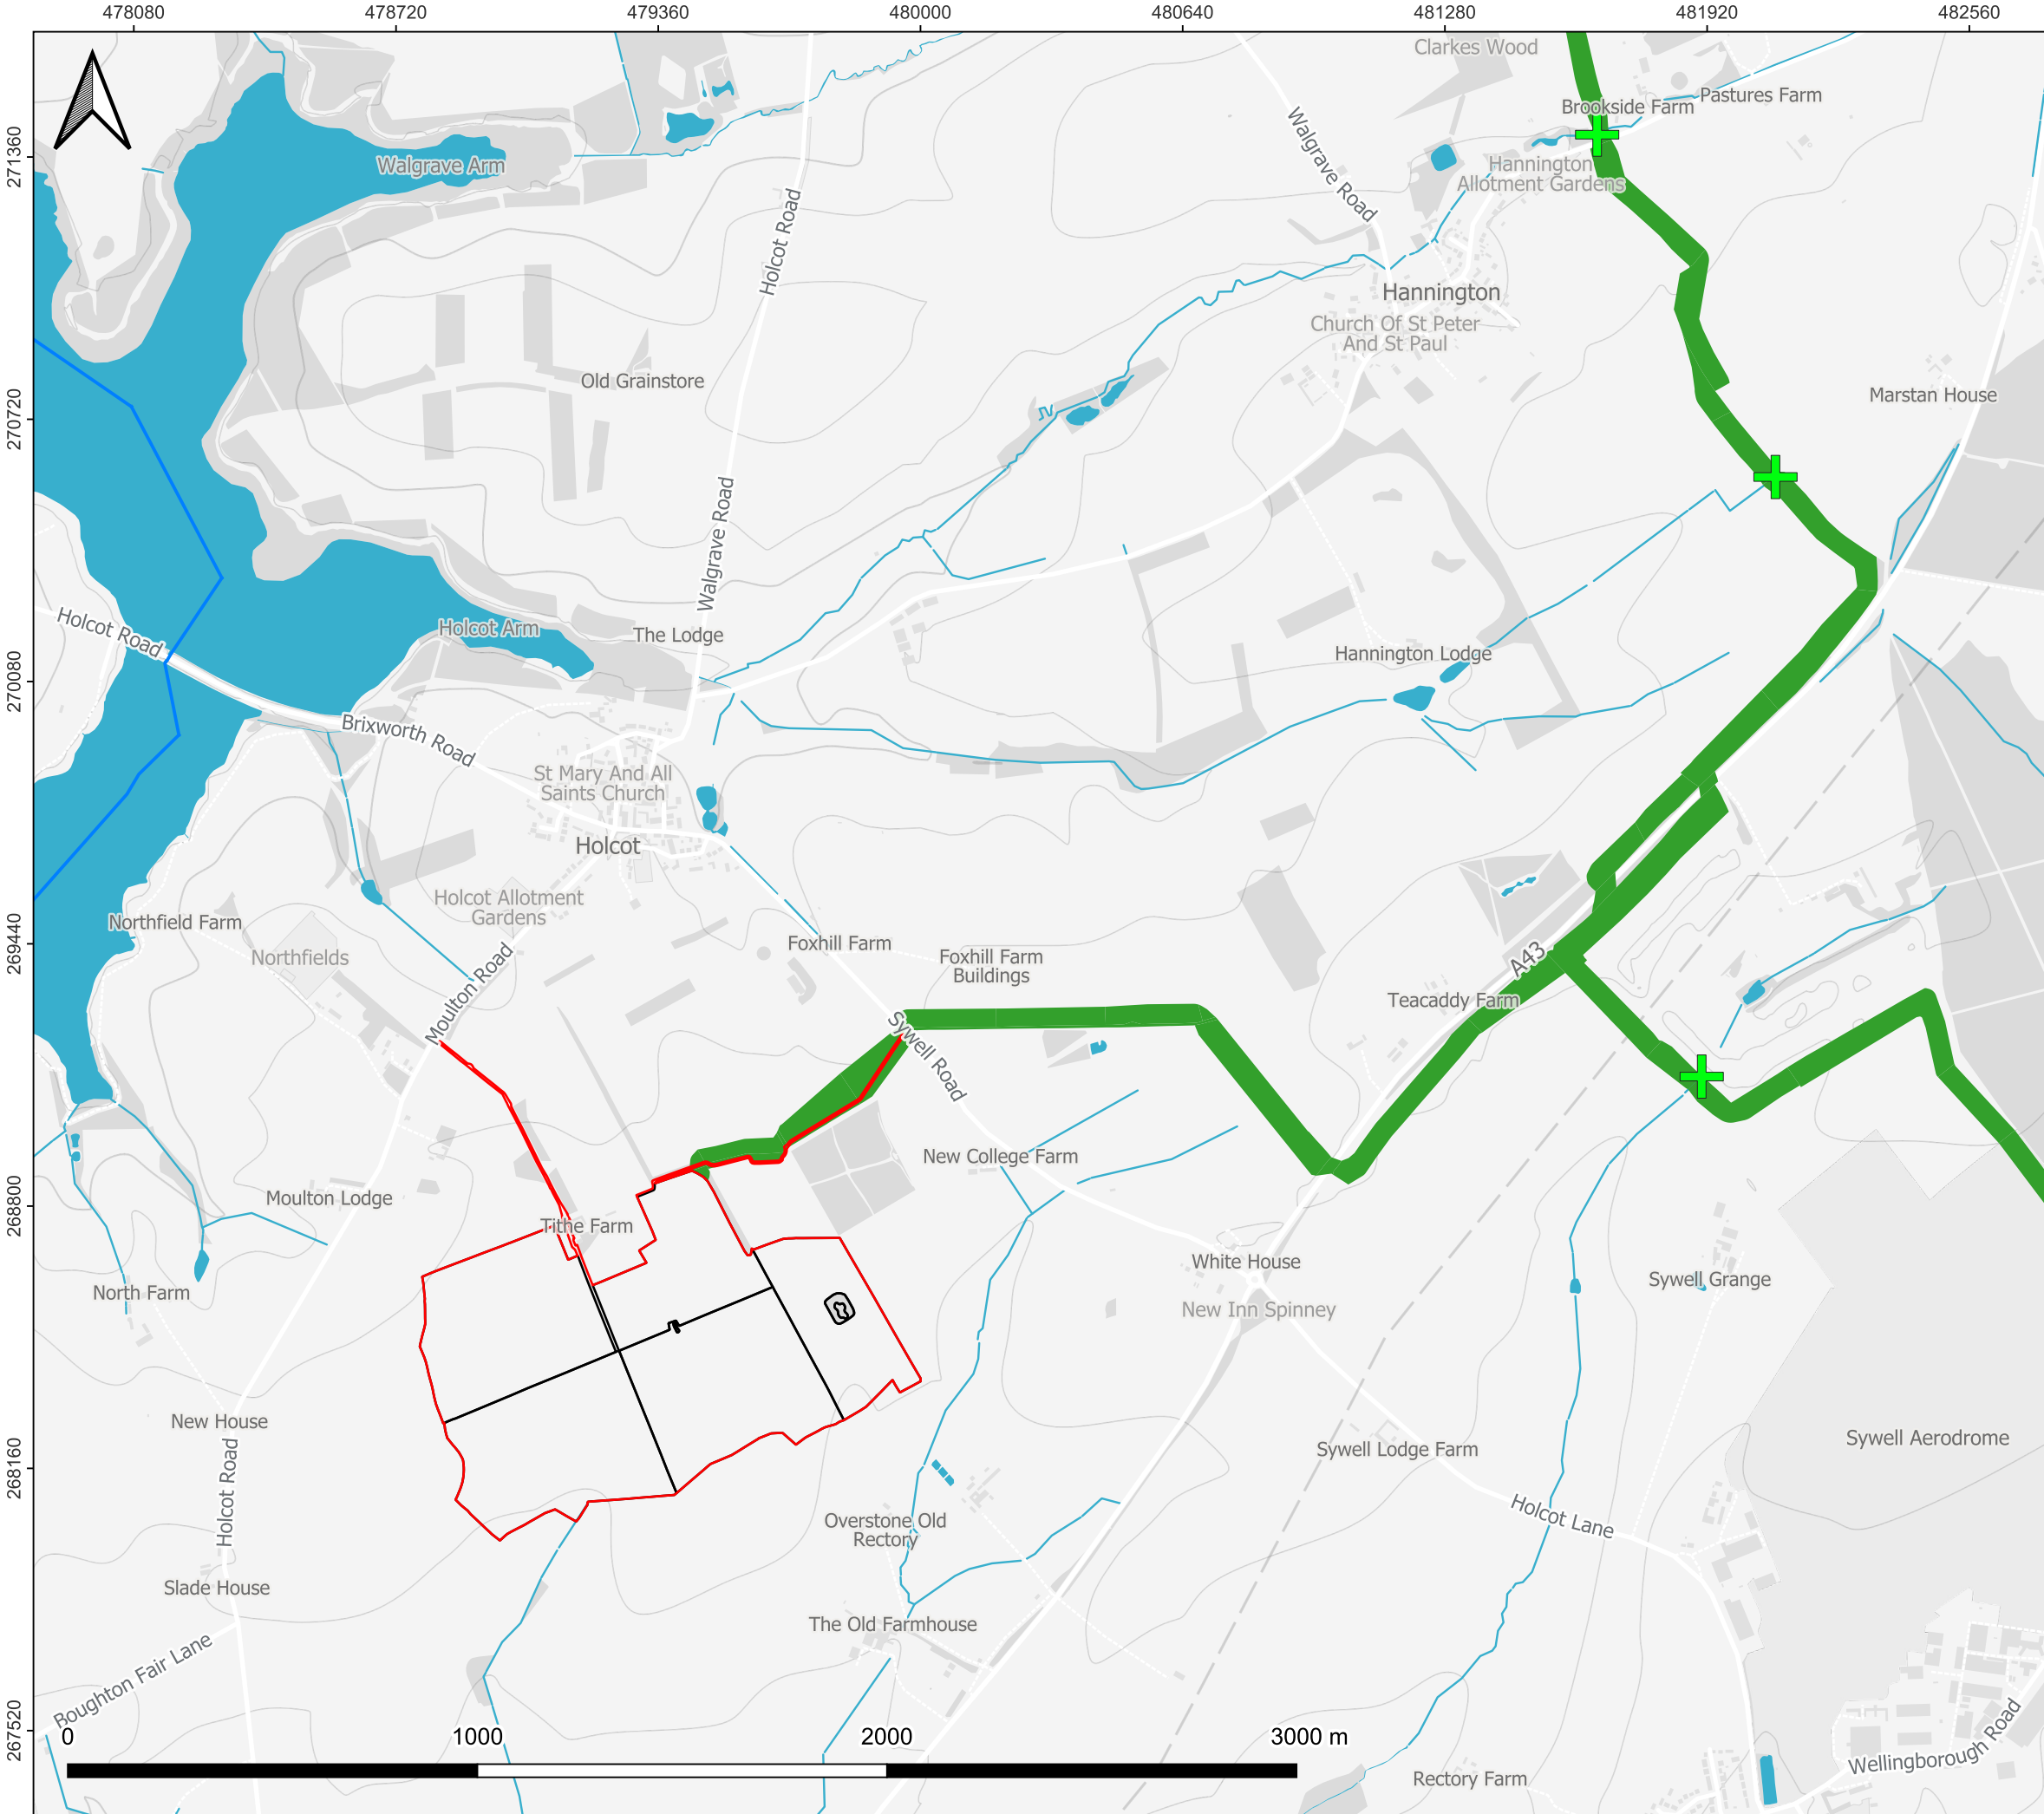 478080
478720
479360
480000
480640
481280
481920
482560
271360
270720
270080
269440
268800
268160
267520
Clarkes Wood
Pastures Farm
Brookside Farm
Walgrave Arm
Walgrave Road
Hannington
Allotment Gardens
Holcot Road
Hannington
Church Of St Peter
And St Paul
Old Grainstore
Marstan House
Walgrave Road
Holcot Road
Holcot Arm
The Lodge
Hannington Lodge
Brixworth Road
St Mary And All
Saints Church
Holcot
Holcot Allotment
Gardens
Northfield Farm
Northfields
Foxhill Farm
Foxhill Farm
Buildings
A43
Moulton Road
Teacaddy Farm
Sywell Road
New College Farm
Moulton Lodge
Tithe Farm
White House
North Farm
Sywell Grange
New Inn Spinney
New House
Sywell Aerodrome
Sywell Lodge Farm
Holcot Road
Holcot Lane
Overstone Old
Rectory
Slade House
The Old Farmhouse
Boughton Fair Lane
Wellingborough Road
Rectory Farm
0
1000
2000
3000 m